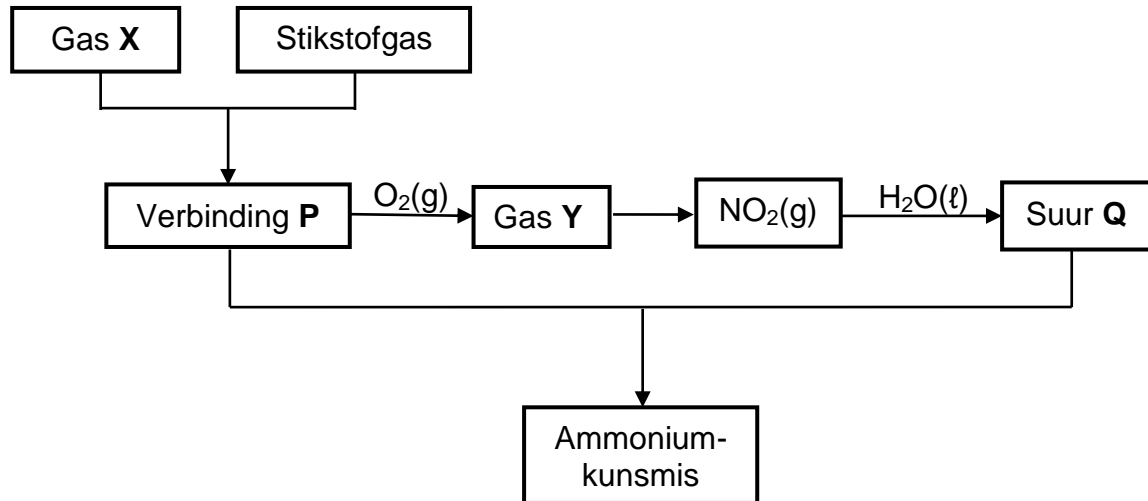 Gas X
Stikstofgas
Verbinding P
O₂(g)
Gas Y
NO₂(g)
H₂O(ℓ)
Suur Q
Ammonium-
kunsmis